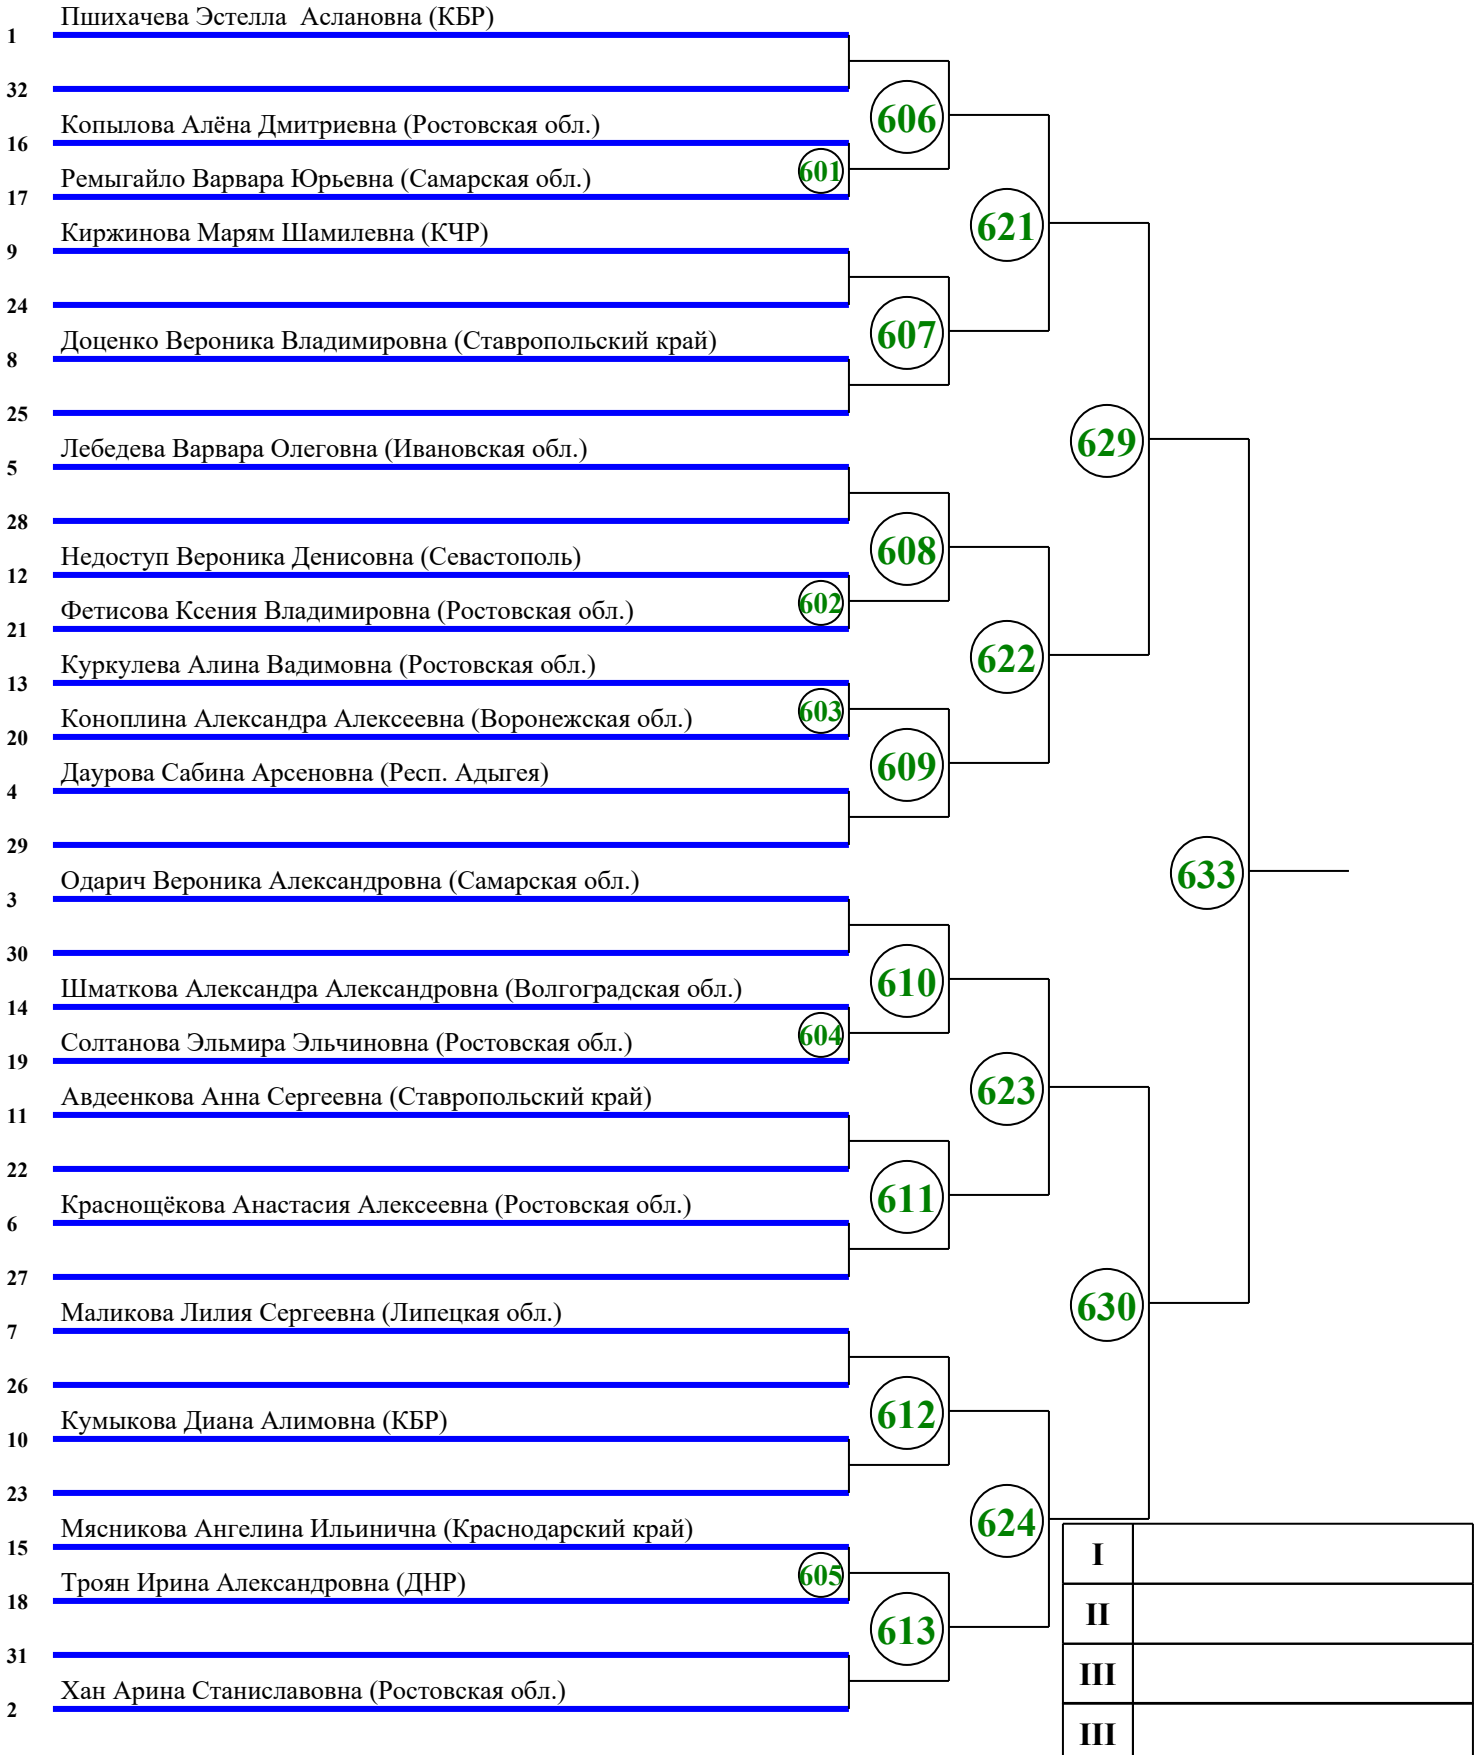 Пшихачева Эстелла  Аслановна (КБР)
1
32
606
Копылова Алёна Дмитриевна (Ростовская обл.)
16
601
Ремыгайло Варвара Юрьевна (Самарская обл.)
17
621
Киржинова Марям Шамилевна (КЧР)
9
24
607
Доценко Вероника Владимировна (Ставропольский край)
8
25
629
Лебедева Варвара Олеговна (Ивановская обл.)
5
28
608
Недоступ Вероника Денисовна (Севастополь)
12
602
Фетисова Ксения Владимировна (Ростовская обл.)
21
622
Куркулева Алина Вадимовна (Ростовская обл.)
13
603
Коноплина Александра Алексеевна (Воронежская обл.)
20
609
Даурова Сабина Арсеновна (Респ. Адыгея)
4
29
633
Одарич Вероника Александровна (Самарская обл.)
3
30
610
Шматкова Александра Александровна (Волгоградская обл.)
14
604
Солтанова Эльмира Эльчиновна (Ростовская обл.)
19
623
Авдеенкова Анна Сергеевна (Ставропольский край)
11
22
611
Краснощёкова Анастасия Алексеевна (Ростовская обл.)
6
27
630
Маликова Лилия Сергеевна (Липецкая обл.)
7
26
612
Кумыкова Диана Алимовна (КБР)
10
23
624
Мясникова Ангелина Ильинична (Краснодарский край)
15
I
605
Троян Ирина Александровна (ДНР)
18
II
613
31
III
Хан Арина Станиславовна (Ростовская обл.)
2
III